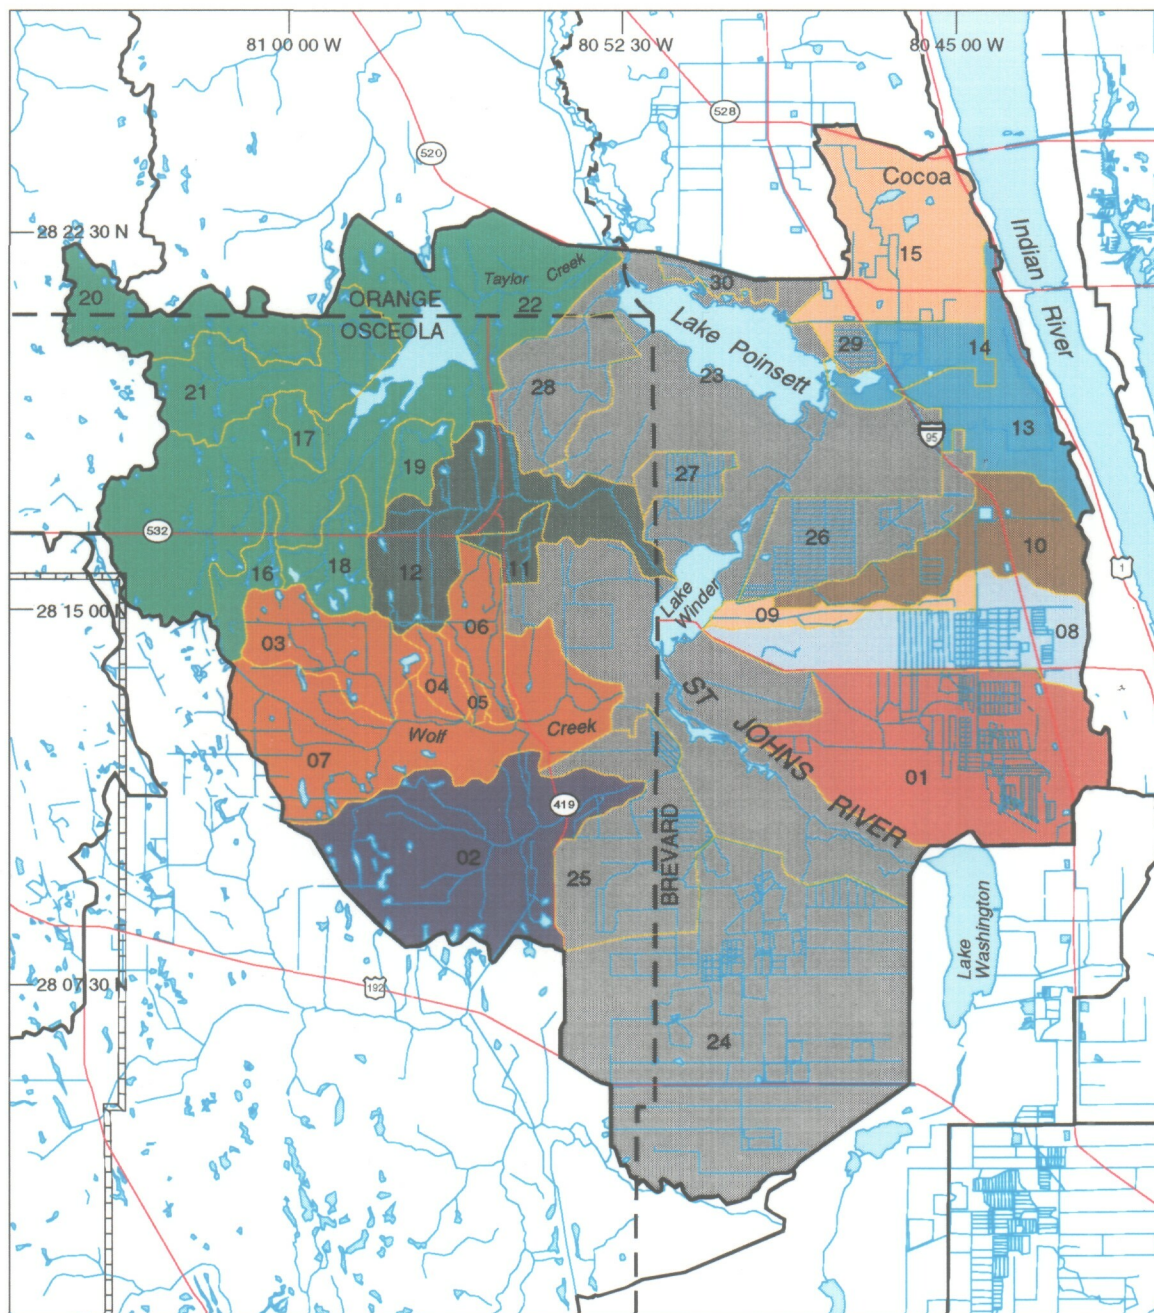 81 00 00 W
80 52 30 W
80 45 00 W
528
520
Cocoa
28 22 30 N
15
Indian
River
Taylor Creek
20
ORANGE
22
30
OSCEOLA
Lake Poinsett
29
14
21
28
23
17
13
95
19
27
532
26
10
16
18
12
11
1
28 15 00 N
Lake
Winder
09
08
03
06
04
05
ST JOHNS RIVER
Wolf Creek
07
01
419
BREVARD
02
25
Lake
Washington
28 07 30 N
192
24